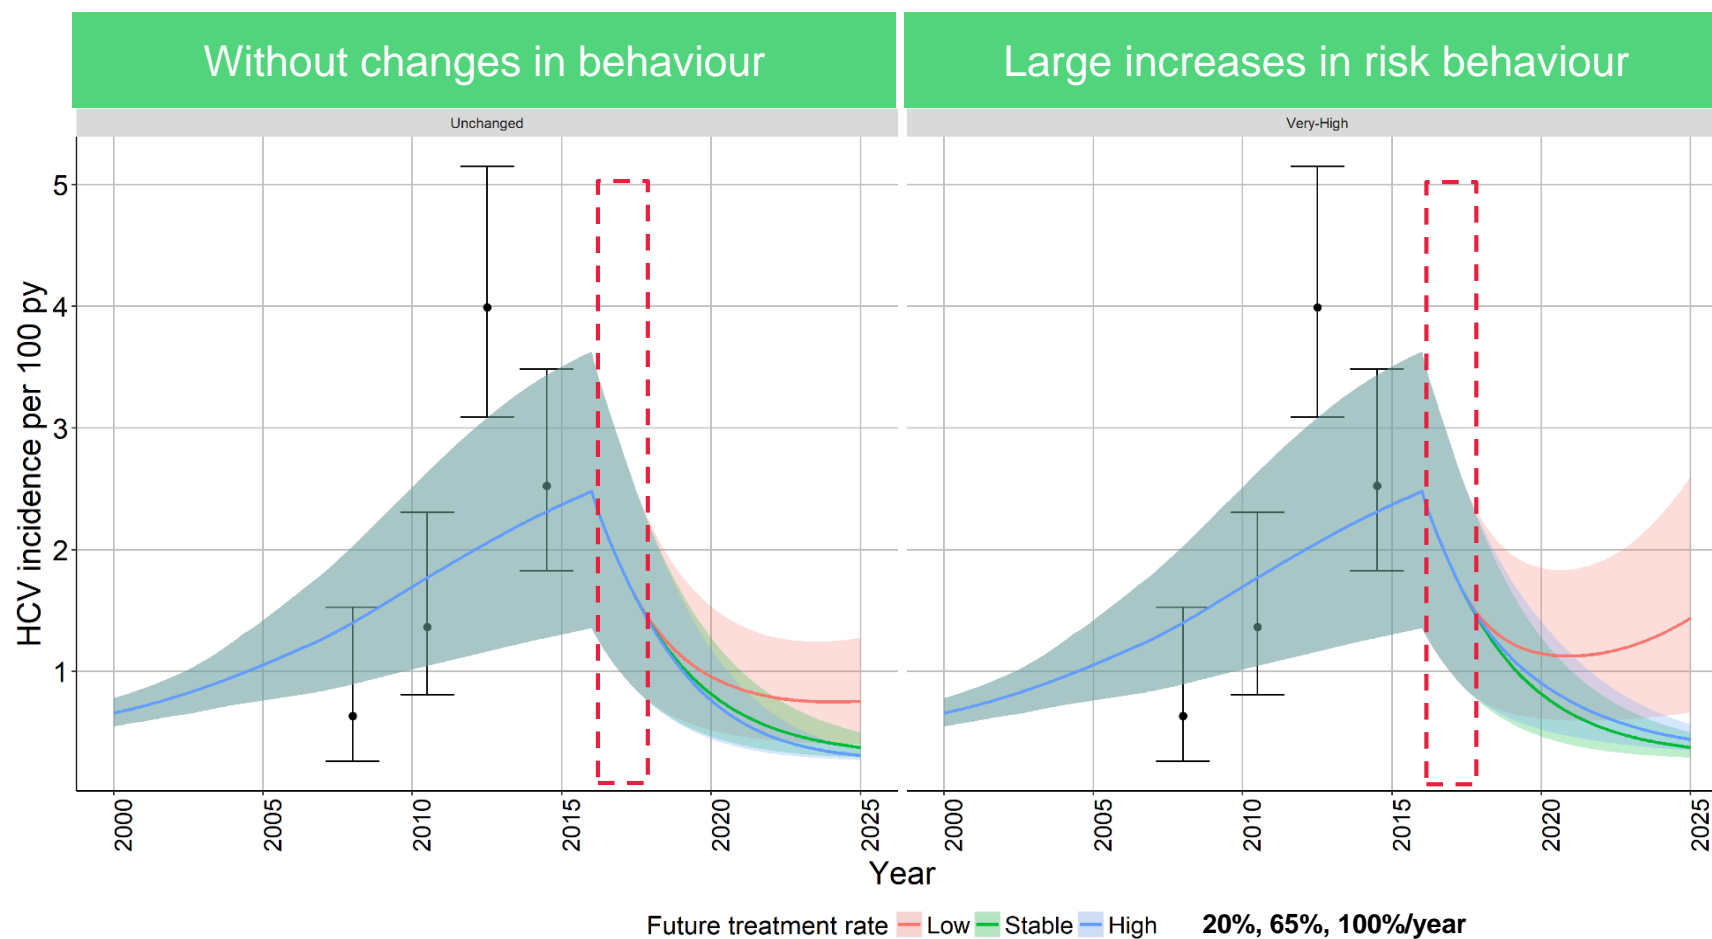 Without changes in behaviour
Large increases in risk behaviour
Unchanged
Very-High
HCV incidence per 100 py
5
4
3
2
1
2000
2005
2010
2015
2020
2025
2000
2005
2010
2015
2020
2025
Year
Future treatment rate Low Stable High 20%, 65%, 100%/year